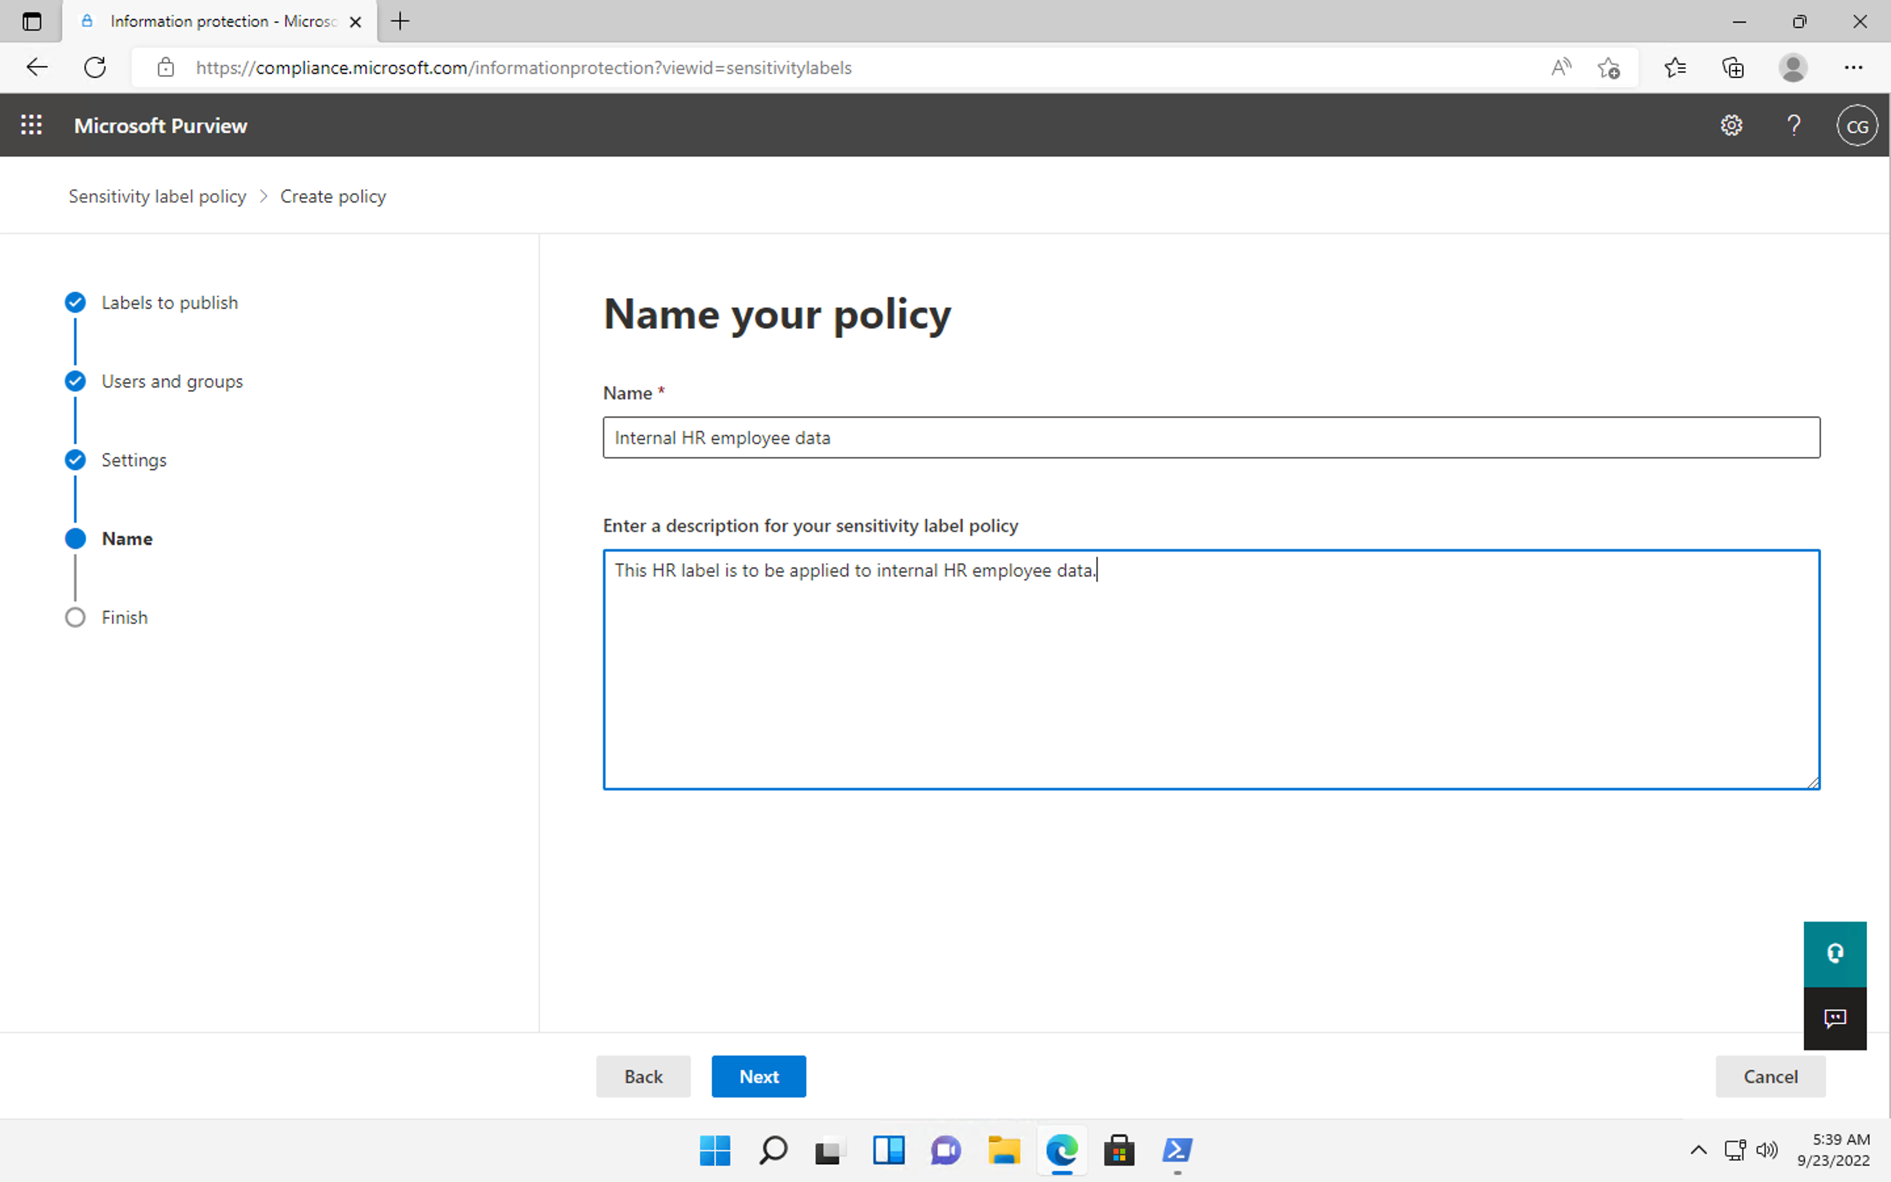 Information protection - Micros
https://compliance.microsoft.com/informationprotection?viewid=sensitivitylabels
Microsoft Purview
CG
Sensitivity label policy > Create policy
Labels to publish
Users and groups
Settings
Name
Finish
Name your policy
Name *
Internal HR employee data
Enter a description for your sensitivity label policy
This HR label is to be applied to internal HR employee data.
Back
Next
Cancel
5:39 AM
9/23/2022